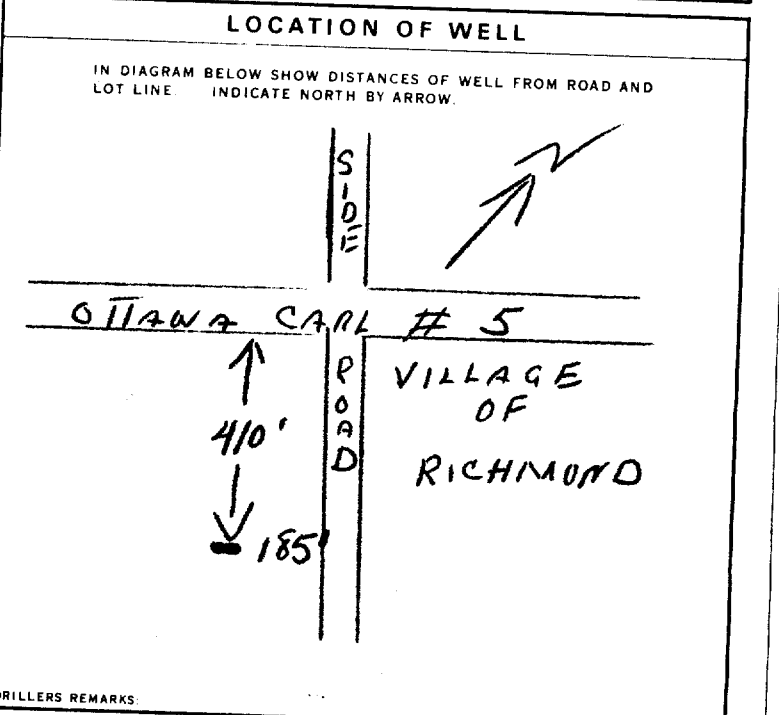 LOCATION OF WELL
IN DIAGRAM BELOW SHOW DISTANCES OF WELL FROM ROAD AND
LOT LINE. INDICATE NORTH BY ARROW.
SIDE
N
OTTAWA CARL # 5
ROAD
VILLAGE
OF
RICHMOND
410'
185'
DRILLERS REMARKS: